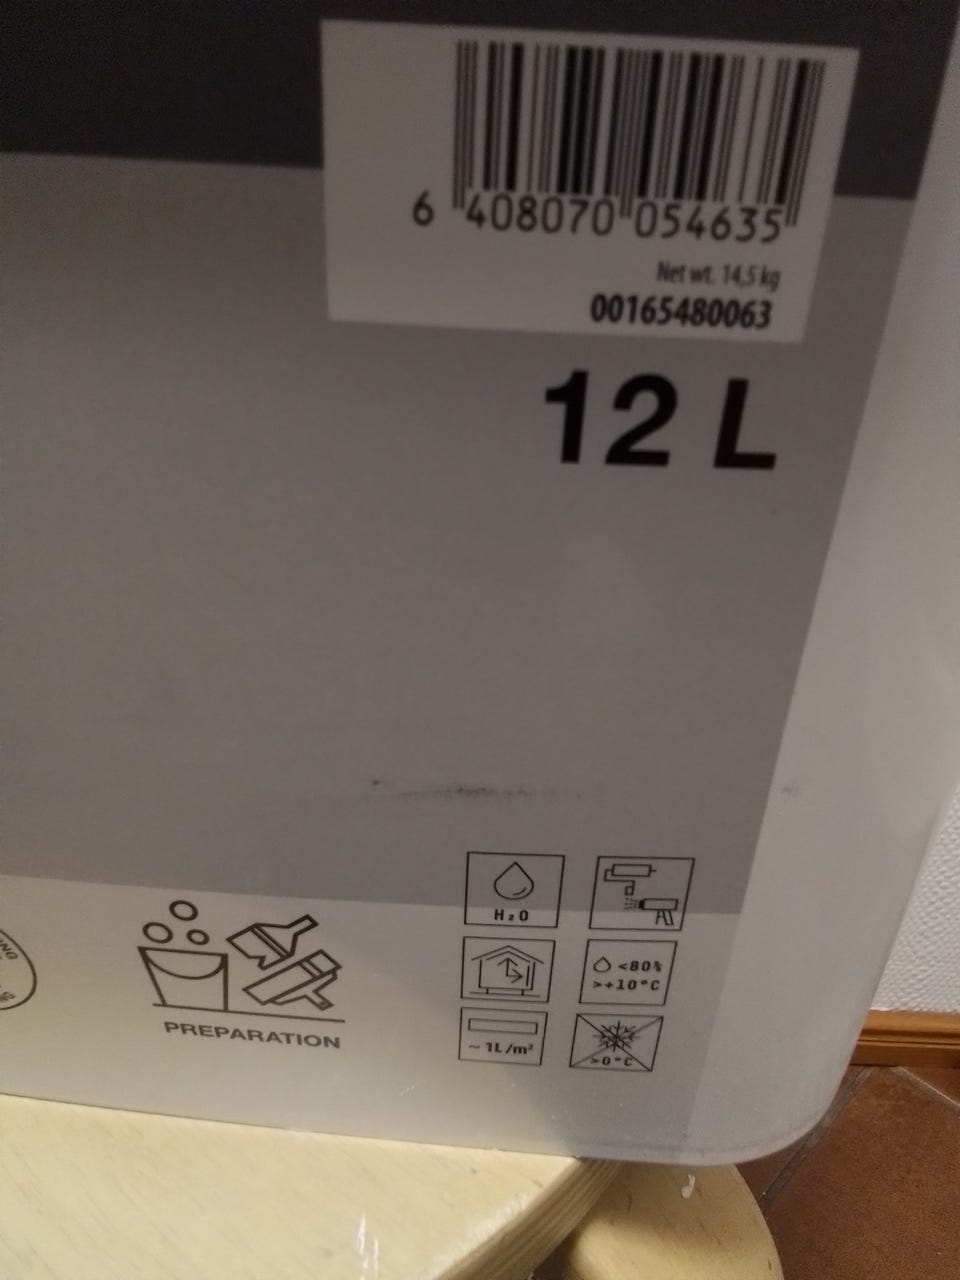 6 408070 054635
Net wt. 14,5 kg
00165480063
12 L
H₂O
<80%
>+10°C
~ 1L/m²
>0°C
PREPARATION